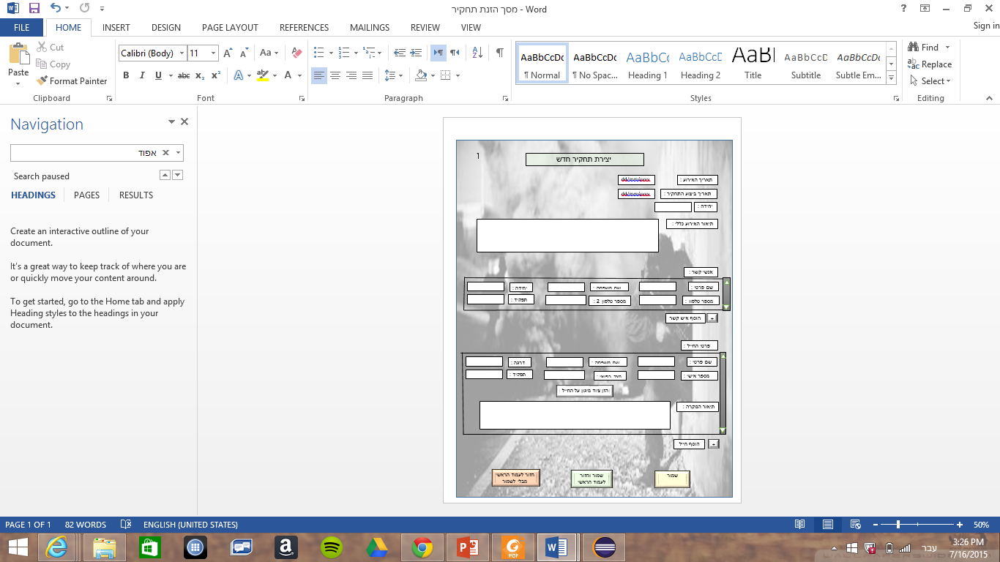 מסך הזנת תחקיר - Word
Sign in
FILE
HOME
INSERT
DESIGN
PAGE LAYOUT
REFERENCES
MAILINGS
REVIEW
VIEW
Paste
Cut
Copy
Format Painter
Clipboard
Calibri (Body)
11
Font
Paragraph
AaBbCcDc
¶ Normal
AaBbCcDc
¶ No Spac...
AaBbCc
Heading 1
AaBbCcD
Heading 2
AaBl
Title
AaBbCcD
Subtitle
AaBbCcDc
Subtle Em...
Styles
Find
Replace
Select
Editing
Navigation
אפוד
Search paused
HEADINGS
PAGES
RESULTS
Create an interactive outline of your
document.
It's a great way to keep track of where you are
or quickly move your content around.
To get started, go to the Home tab and apply
Heading styles to the headings in your
document.
1
יצירת תחקיר חדש
תאריך האירוע :
dd/mm/yyyy
תאריך ביצוע התחקיר :
dd/mm/yyyy
יחידה :
תיאור האירוע כללי :
אנשי קשר :
שם פרטי :
שם משפחה :
יחידה :
מספר טלפון :
מספר טלפון 2 :
תפקיד :
הוסף איש קשר
+
פרטי החייל :
שם פרטי :
שם משפחה :
דרגה :
מספר אישי :
מצב רפואי :
תפקיד :
הזן ציוד מיגון על החייל
תיאור המקרה :
הוסף חייל
+
שמור
שמור וחזור
לעמוד הראשי
חזור לעמוד הראשי
מבלי לשמור
PAGE 1 OF 1
82 WORDS
ENGLISH (UNITED STATES)
50%
PDF
עבר
3:26 PM
7/16/2015